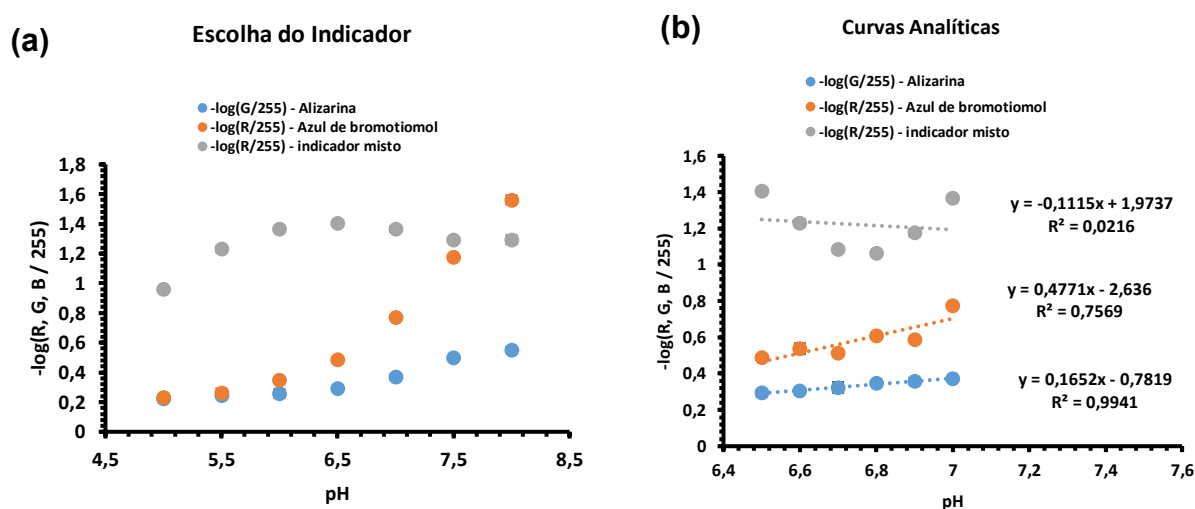 (a)
Escolha do Indicador
-log(G/255) - Alizarina
-log(R/255) - Azul de bromotiomol
-log(R/255) - indicador misto
-log(R, G, B / 255)
1,8
1,6
1,4
1,2
1
0,8
0,6
0,4
0,2
0
4,5
5,5
6,5
7,5
8,5
pH
(b)
Curvas Analíticas
-log(G/255) - Alizarina
-log(R/255) - Azul de bromotiomol
-log(R/255) - indicador misto
-log(R, G, B / 255)
1,6
1,4
1,2
1
0,8
0,6
0,4
0,2
0
y = -0,1115x + 1,9737
R² = 0,0216
y = 0,4771x - 2,636
R² = 0,7569
y = 0,1652x - 0,7819
R² = 0,9941
6,4
6,6
6,8
7
7,2
7,4
7,6
pH